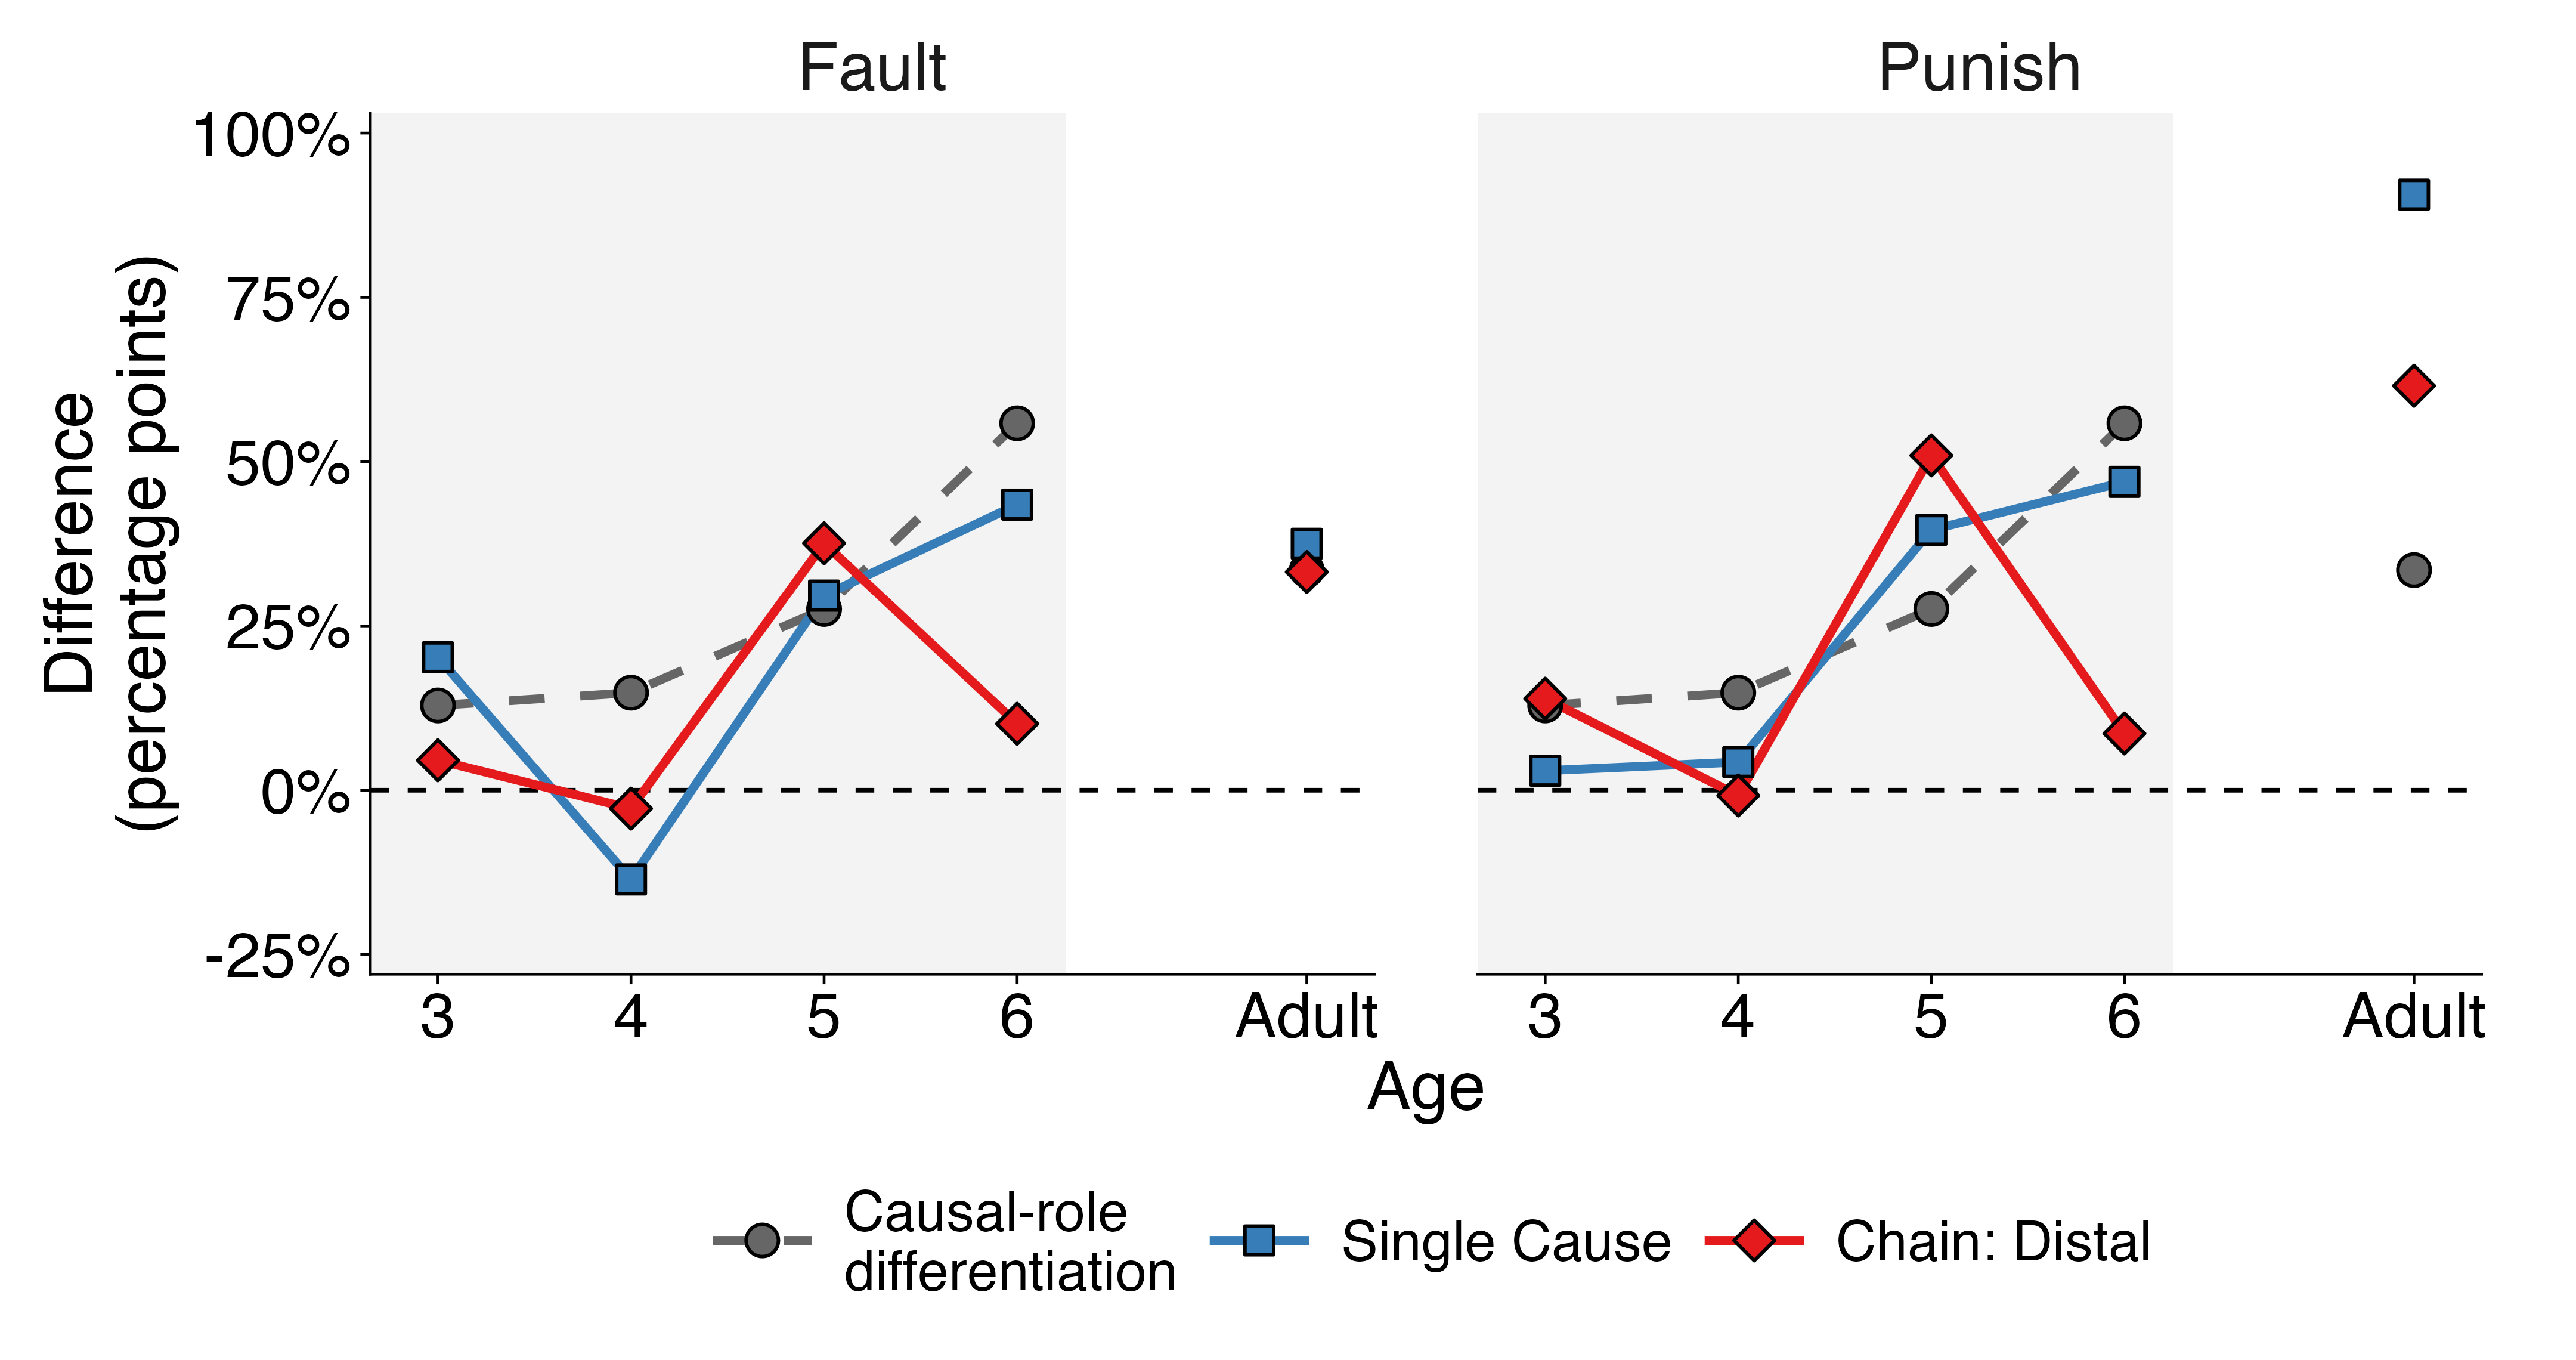 Fault
Punish
Difference
(percentage points)
100%
75%
50%
25%
0%
-25%
3 4 5 6 Adult
3 4 5 6 Adult
Age
Causal-role
differentiation
Single Cause
Chain: Distal